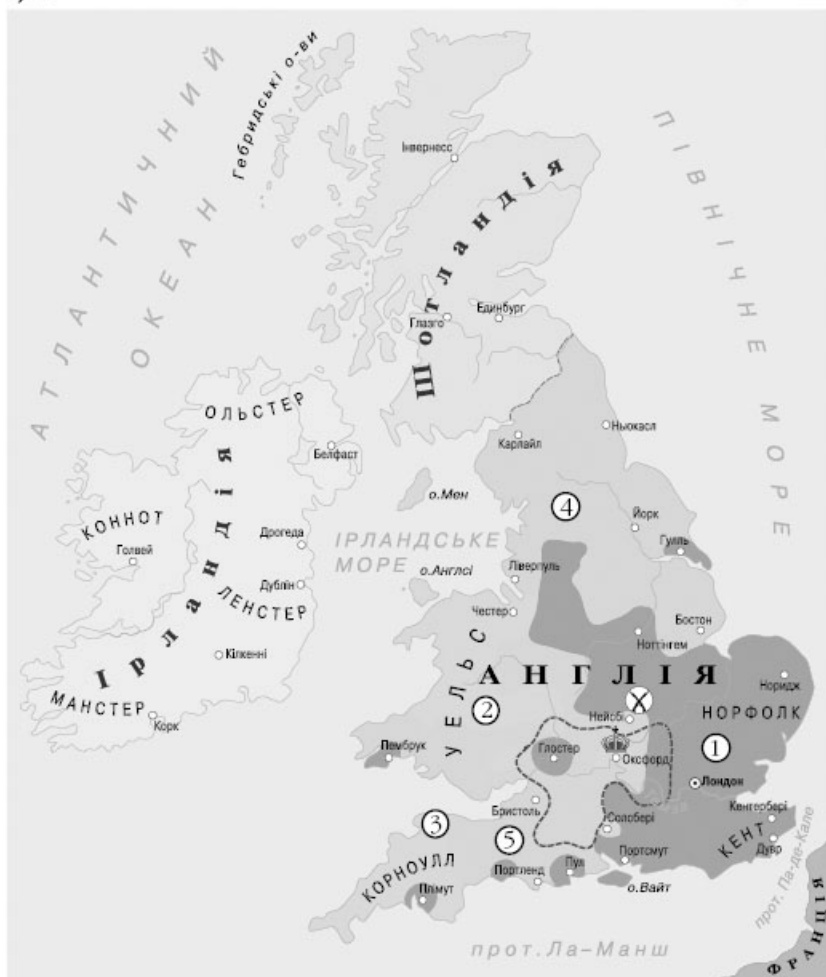 АТЛАНТИЧНИЙ
ОКЕАН
Гебридські о-ви
ПІВНІЧНЕ МОРЕ
Інвернесс
Шотландія
Глазго
Единбург
ОЛЬСТЕР
Белфаст
Карлайл
Ньюкасл
о.Мен
④
КОННОТ
Голвей
Ірландія
Дрогеда
ІРЛАНДСЬКЕ
МОРЕ
Йорк
Гулль
о.Англсі
Ліверпуль
Дублін
ЛЕНСТЕР
Честер
Бостон
Ноттінгем
Кілкенні
МАНСТЕР
Корк
АНГЛІЯ
УЕЛЬС
②
Норидж
НОРФОЛК
Нейсбі
①
Пембрук
Глостер
Оксфорд
Лондон
Бристоль
③
⑤
Солобері
Кенгербері
КЕНТ
Дувр
КОРНОУЛЛ
Портленд
Пул
Портсмут
о.Вайт
Плімут
прот. Па-де-Кале
прот.Ла–Манш
ФРАНЦІЯ